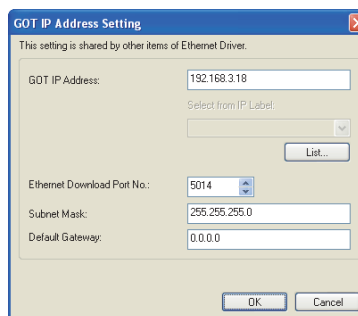 GOT IP Address Setting
This setting is shared by other items of Ethernet Driver.
GOT IP Address: 192.168.3.18
Select from IP Label:
List...
Ethernet Download Port No.: 5014
Subnet Mask: 255.255.255.0
Default Gateway: 0.0.0.0
OK Cancel